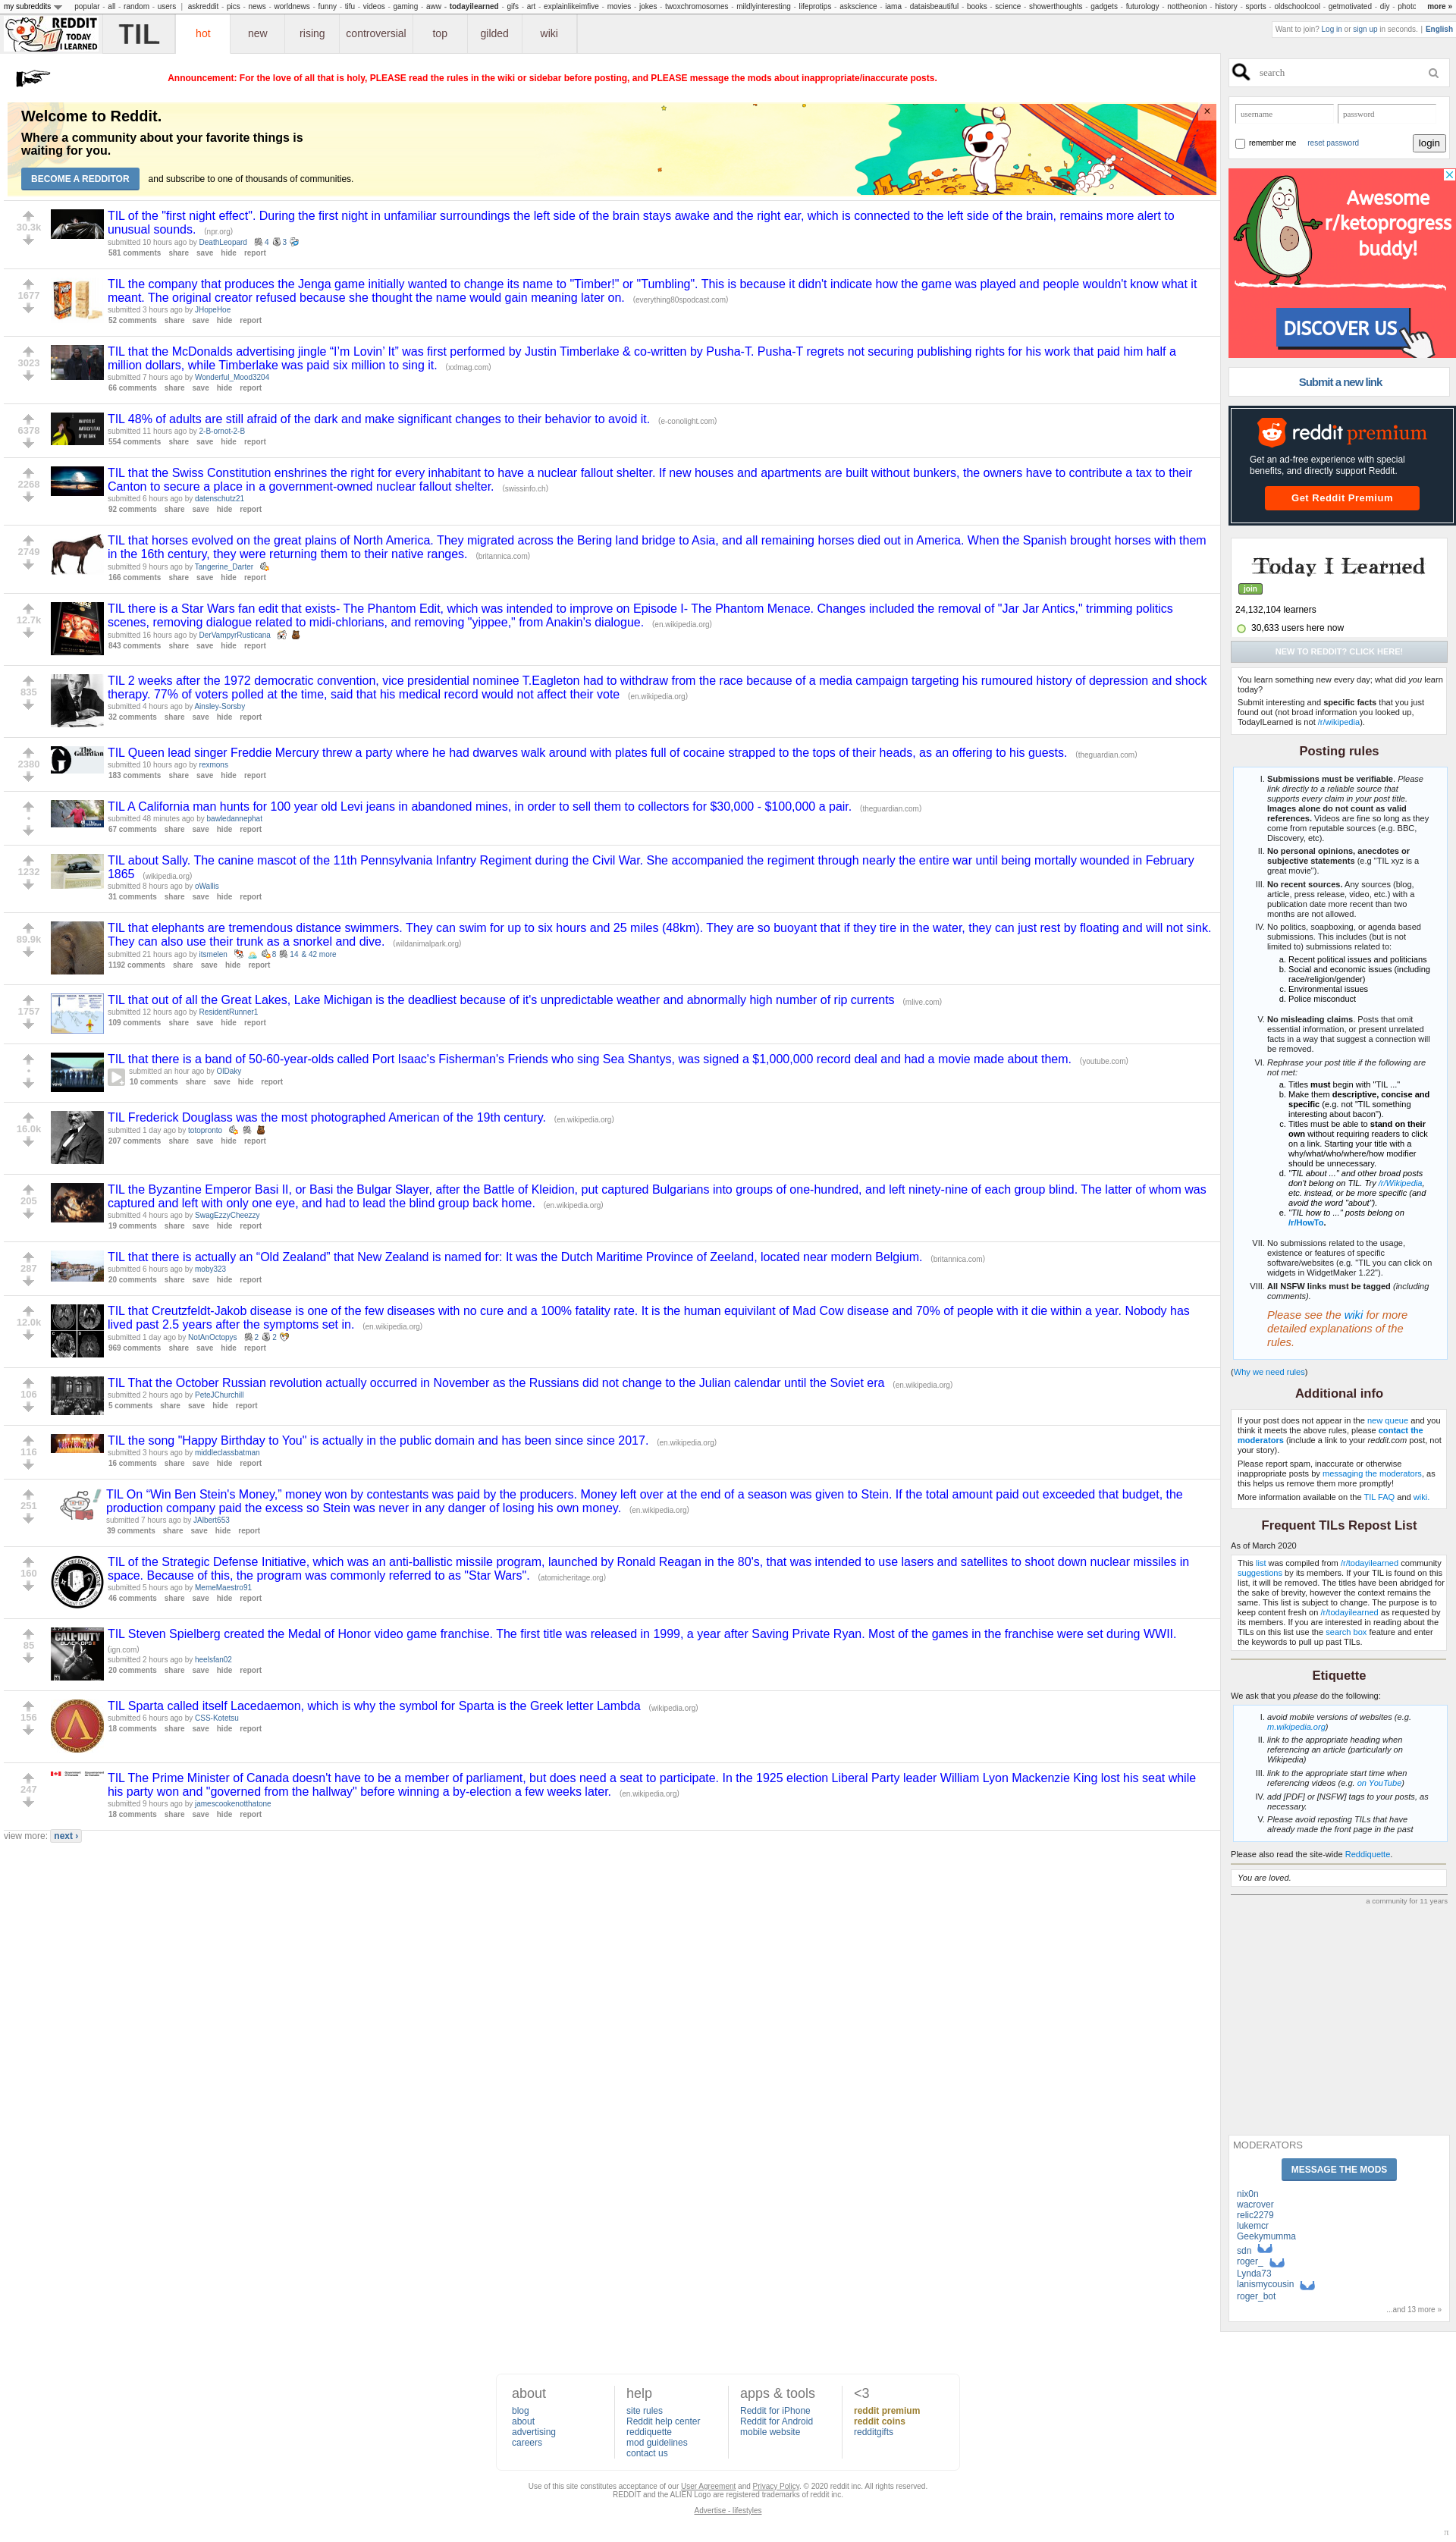 my subreddits popular - all - random - users | askreddit - pics - news - worldnews - funny - tifu - videos - gaming - aww - todayilearned - gifs - art - explainlikeimfive - movies - jokes - twoxchromosomes - mildlyinteresting - lifeprotips - askscience - iama - dataisbeautiful - books - science - showerthoughts - gadgets - futurology - nottheonion - history - sports - oldschoolcool - getmotivated - diy - photc more »
REDDIT
TODAY
I LEARNED
TIL
TIL
hot new rising controversial top gilded wiki
Want to join? Log in or sign up in seconds. | English
Announcement: For the love of all that is holy, PLEASE read the rules in the wiki or sidebar before posting, and PLEASE message the mods about inappropriate/inaccurate posts.
Welcome to Reddit.
Where a community about your favorite things is
waiting for you.
BECOME A REDDITOR and subscribe to one of thousands of communities.
×
30.3k
TIL of the "first night effect". During the first night in unfamiliar surroundings the left side of the brain stays awake and the right ear, which is connected to the left side of the brain, remains more alert to
unusual sounds. (npr.org)
submitted 10 hours ago by DeathLeopard 4 3
581 comments share save hide report
1677
TIL the company that produces the Jenga game initially wanted to change its name to "Timber!" or "Tumbling". This is because it didn't indicate how the game was played and people wouldn't know what it
meant. The original creator refused because she thought the name would gain meaning later on. (everything80spodcast.com)
submitted 3 hours ago by JHopeHoe
52 comments share save hide report
3023
TIL that the McDonalds advertising jingle “I’m Lovin’ It” was first performed by Justin Timberlake & co-written by Pusha-T. Pusha-T regrets not securing publishing rights for his work that paid him half a
million dollars, while Timberlake was paid six million to sing it. (xxlmag.com)
submitted 7 hours ago by Wonderful_Mood3204
66 comments share save hide report
6378
TIL 48% of adults are still afraid of the dark and make significant changes to their behavior to avoid it. (e-conolight.com)
submitted 11 hours ago by 2-B-ornot-2-B
554 comments share save hide report
2268
TIL that the Swiss Constitution enshrines the right for every inhabitant to have a nuclear fallout shelter. If new houses and apartments are built without bunkers, the owners have to contribute a tax to their
Canton to secure a place in a government-owned nuclear fallout shelter. (swissinfo.ch)
submitted 6 hours ago by datenschutz21
92 comments share save hide report
2749
TIL that horses evolved on the great plains of North America. They migrated across the Bering land bridge to Asia, and all remaining horses died out in America. When the Spanish brought horses with them
in the 16th century, they were returning them to their native ranges. (britannica.com)
submitted 9 hours ago by Tangerine_Darter
166 comments share save hide report
12.7k
TIL there is a Star Wars fan edit that exists- The Phantom Edit, which was intended to improve on Episode I- The Phantom Menace. Changes included the removal of "Jar Jar Antics," trimming politics
scenes, removing dialogue related to midi-chlorians, and removing "yippee," from Anakin's dialogue. (en.wikipedia.org)
submitted 16 hours ago by DerVampyrRusticana
843 comments share save hide report
835
TIL 2 weeks after the 1972 democratic convention, vice presidential nominee T.Eagleton had to withdraw from the race because of a media campaign targeting his rumoured history of depression and shock
therapy. 77% of voters polled at the time, said that his medical record would not affect their vote (en.wikipedia.org)
submitted 4 hours ago by Ainsley-Sorsby
32 comments share save hide report
2380
The Guardian
TIL Queen lead singer Freddie Mercury threw a party where he had dwarves walk around with plates full of cocaine strapped to the tops of their heads, as an offering to his guests. (theguardian.com)
submitted 10 hours ago by rexmons
183 comments share save hide report
•
TIL A California man hunts for 100 year old Levi jeans in abandoned mines, in order to sell them to collectors for $30,000 - $100,000 a pair. (theguardian.com)
submitted 48 minutes ago by bawledannephat
67 comments share save hide report
1232
TIL about Sally. The canine mascot of the 11th Pennsylvania Infantry Regiment during the Civil War. She accompanied the regiment through nearly the entire war until being mortally wounded in February
1865 (wikipedia.org)
submitted 8 hours ago by oWallis
31 comments share save hide report
89.9k
TIL that elephants are tremendous distance swimmers. They can swim for up to six hours and 25 miles (48km). They are so buoyant that if they tire in the water, they can just rest by floating and will not sink.
They can also use their trunk as a snorkel and dive. (wildanimalpark.org)
submitted 21 hours ago by itsmelen 8 14 & 42 more
1192 comments share save hide report
1757
TIL that out of all the Great Lakes, Lake Michigan is the deadliest because of it's unpredictable weather and abnormally high number of rip currents (mlive.com)
submitted 12 hours ago by ResidentRunner1
109 comments share save hide report
•
TIL that there is a band of 50-60-year-olds called Port Isaac's Fisherman's Friends who sing Sea Shantys, was signed a $1,000,000 record deal and had a movie made about them. (youtube.com)
submitted an hour ago by OlDaky
10 comments share save hide report
16.0k
TIL Frederick Douglass was the most photographed American of the 19th century. (en.wikipedia.org)
submitted 1 day ago by totopronto
207 comments share save hide report
205
TIL the Byzantine Emperor Basi II, or Basi the Bulgar Slayer, after the Battle of Kleidion, put captured Bulgarians into groups of one-hundred, and left ninety-nine of each group blind. The latter of whom was
captured and left with only one eye, and had to lead the blind group back home. (en.wikipedia.org)
submitted 4 hours ago by SwagEzzyCheezzy
19 comments share save hide report
287
TIL that there is actually an “Old Zealand” that New Zealand is named for: It was the Dutch Maritime Province of Zeeland, located near modern Belgium. (britannica.com)
submitted 6 hours ago by moby323
20 comments share save hide report
12.0k
TIL that Creutzfeldt-Jakob disease is one of the few diseases with no cure and a 100% fatality rate. It is the human equivilant of Mad Cow disease and 70% of people with it die within a year. Nobody has
lived past 2.5 years after the symptoms set in. (en.wikipedia.org)
submitted 1 day ago by NotAnOctopys 2 2
969 comments share save hide report
106
TIL That the October Russian revolution actually occurred in November as the Russians did not change to the Julian calendar until the Soviet era (en.wikipedia.org)
submitted 2 hours ago by PeteJChurchill
5 comments share save hide report
116
TIL the song "Happy Birthday to You" is actually in the public domain and has been since since 2017. (en.wikipedia.org)
submitted 3 hours ago by middleclassbatman
16 comments share save hide report
251
TIL On “Win Ben Stein's Money,” money won by contestants was paid by the producers. Money left over at the end of a season was given to Stein. If the total amount paid out exceeded that budget, the
production company paid the excess so Stein was never in any danger of losing his own money. (en.wikipedia.org)
submitted 7 hours ago by JAlbert653
39 comments share save hide report
160
TIL of the Strategic Defense Initiative, which was an anti-ballistic missile program, launched by Ronald Reagan in the 80's, that was intended to use lasers and satellites to shoot down nuclear missiles in
space. Because of this, the program was commonly referred to as "Star Wars". (atomicheritage.org)
submitted 5 hours ago by MemeMaestro91
46 comments share save hide report
85
CALL OF DUTY
BLACK OPS II
TIL Steven Spielberg created the Medal of Honor video game franchise. The first title was released in 1999, a year after Saving Private Ryan. Most of the games in the franchise were set during WWII.
(ign.com)
submitted 2 hours ago by heelsfan02
20 comments share save hide report
156
TIL Sparta called itself Lacedaemon, which is why the symbol for Sparta is the Greek letter Lambda (wikipedia.org)
submitted 6 hours ago by CSS-Kotetsu
18 comments share save hide report
247
TIL The Prime Minister of Canada doesn't have to be a member of parliament, but does need a seat to participate. In the 1925 election Liberal Party leader William Lyon Mackenzie King lost his seat while
his party won and "governed from the hallway" before winning a by-election a few weeks later. (en.wikipedia.org)
submitted 9 hours ago by jamescookenotthatone
18 comments share save hide report
view more: next ›
search
username password
remember me reset password login
Awesome
r/ketoprogress
buddy!
DISCOVER US
Submit a new link
reddit premium
Get an ad-free experience with special
benefits, and directly support Reddit.
Get Reddit Premium
Today I Learned
join
24,132,104 learners
30,633 users here now
NEW TO REDDIT? CLICK HERE!
You learn something new every day; what did you learn
today?
Submit interesting and specific facts that you just
found out (not broad information you looked up,
TodayILearned is not /r/wikipedia).
Posting rules
I. Submissions must be verifiable. Please
link directly to a reliable source that
supports every claim in your post title.
Images alone do not count as valid
references. Videos are fine so long as they
come from reputable sources (e.g. BBC,
Discovery, etc).
II. No personal opinions, anecdotes or
subjective statements (e.g "TIL xyz is a
great movie").
III. No recent sources. Any sources (blog,
article, press release, video, etc.) with a
publication date more recent than two
months are not allowed.
IV. No politics, soapboxing, or agenda based
submissions. This includes (but is not
limited to) submissions related to:
a. Recent political issues and politicians
b. Social and economic issues (including
race/religion/gender)
c. Environmental issues
d. Police misconduct
V. No misleading claims. Posts that omit
essential information, or present unrelated
facts in a way that suggest a connection will
be removed.
VI. Rephrase your post title if the following are
not met:
a. Titles must begin with "TIL ..."
b. Make them descriptive, concise and
specific (e.g. not "TIL something
interesting about bacon").
c. Titles must be able to stand on their
own without requiring readers to click
on a link. Starting your title with a
why/what/who/where/how modifier
should be unnecessary.
d. "TIL about ..." and other broad posts
don't belong on TIL. Try /r/Wikipedia,
etc. instead, or be more specific (and
avoid the word "about").
e. "TIL how to ..." posts belong on
/r/HowTo.
VII. No submissions related to the usage,
existence or features of specific
software/websites (e.g. "TIL you can click on
widgets in WidgetMaker 1.22").
VIII. All NSFW links must be tagged (including
comments).
Please see the wiki for more
detailed explanations of the
rules.
(Why we need rules)
Additional info
If your post does not appear in the new queue and you
think it meets the above rules, please contact the
moderators (include a link to your reddit.com post, not
your story).
Please report spam, inaccurate or otherwise
inappropriate posts by messaging the moderators, as
this helps us remove them more promptly!
More information available on the TIL FAQ and wiki.
Frequent TILs Repost List
As of March 2020
This list was compiled from /r/todayilearned community
suggestions by its members. If your TIL is found on this
list, it will be removed. The titles have been abridged for
the sake of brevity, however the context remains the
same. This list is subject to change. The purpose is to
keep content fresh on /r/todayilearned as requested by
its members. If you are interested in reading about the
TILs on this list use the search box feature and enter
the keywords to pull up past TILs.
Etiquette
We ask that you please do the following:
I. avoid mobile versions of websites (e.g.
m.wikipedia.org)
II. link to the appropriate heading when
referencing an article (particularly on
Wikipedia)
III. link to the appropriate start time when
referencing videos (e.g. on YouTube)
IV. add [PDF] or [NSFW] tags to your posts, as
necessary.
V. Please avoid reposting TILs that have
already made the front page in the past
Please also read the site-wide Reddiquette.
You are loved.
a community for 11 years
MODERATORS
MESSAGE THE MODS
nix0n
wacrover
relic2279
lukemcr
Geekymumma
sdn
roger_
Lynda73
lanismycousin
roger_bot
...and 13 more »
about
blog
about
advertising
careers
help
site rules
Reddit help center
reddiquette
mod guidelines
contact us
apps & tools
Reddit for iPhone
Reddit for Android
mobile website
<3
reddit premium
reddit coins
redditgifts
Use of this site constitutes acceptance of our User Agreement and Privacy Policy. © 2020 reddit inc. All rights reserved.
REDDIT and the ALIEN Logo are registered trademarks of reddit inc.
Advertise - lifestyles
π